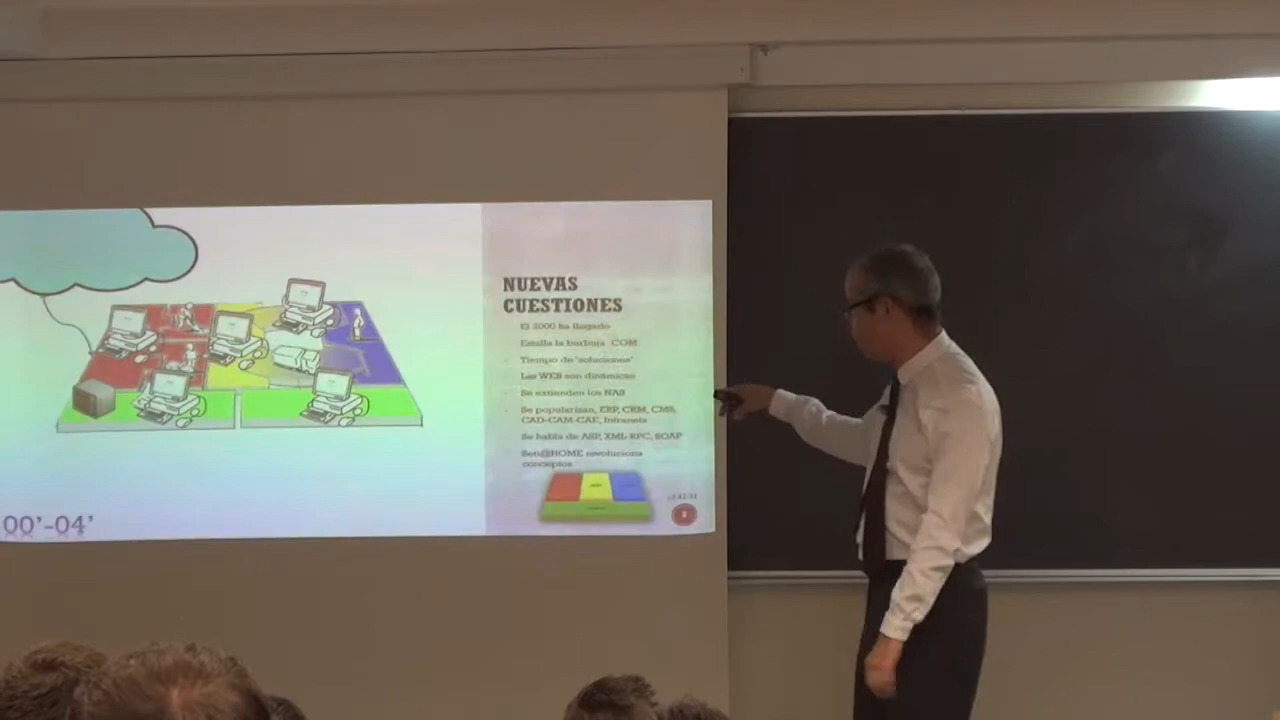 NUEVAS
CUESTIONES
El 2000 ha llegado
Estalla la burbuja .COM
Tiempo de "soluciones"
Las WEB son dinámicas
Se extienden los NAS
Se popularizan, ERP, CRM, CMS,
CAD-CAM-CAE, Intranets
Se habla de ASP, XML-RPC, SOAP
Seti@HOME revoluciona
conceptos
00'-04'